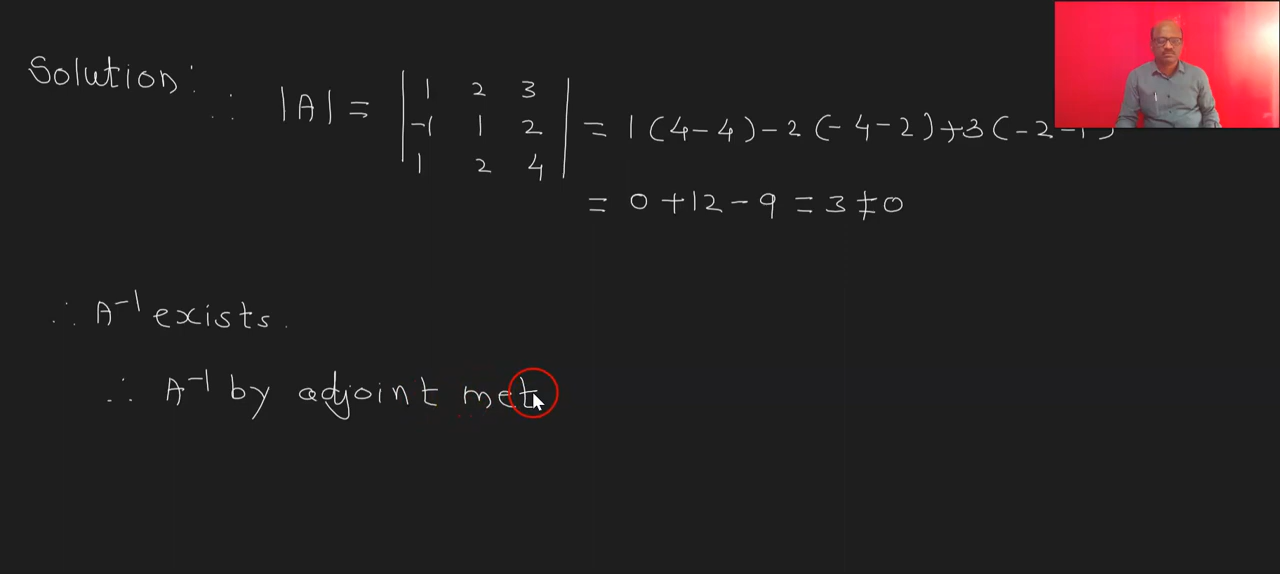 Solution: ∵ |A| = | 1 2 3 | = 1(4-4)-2(-4-2)+3(-2-1)
| -1 1 2 |
| 1 2 4 |
= 0+12-9=3≠0
∴ A⁻¹ exists.
∴ A⁻¹ by adjoint met